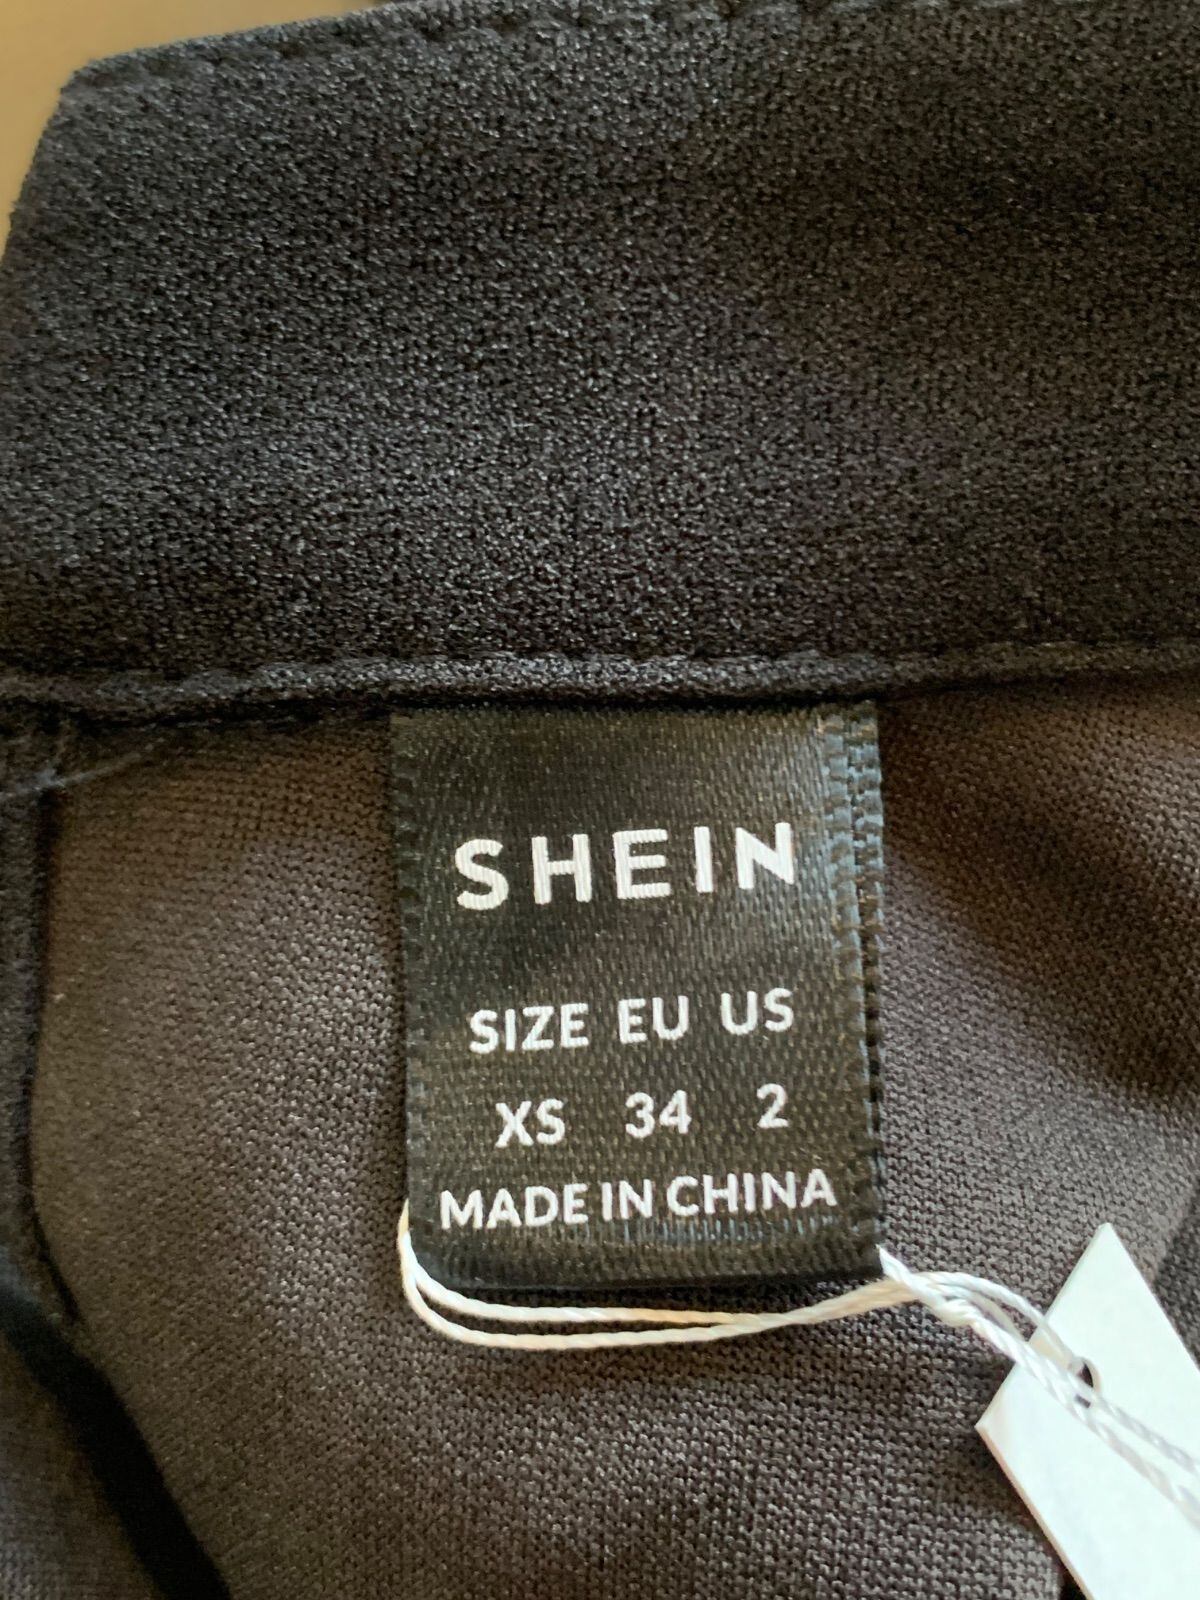 SHEIN
SIZE EU US
XS 34 2
MADE IN CHINA